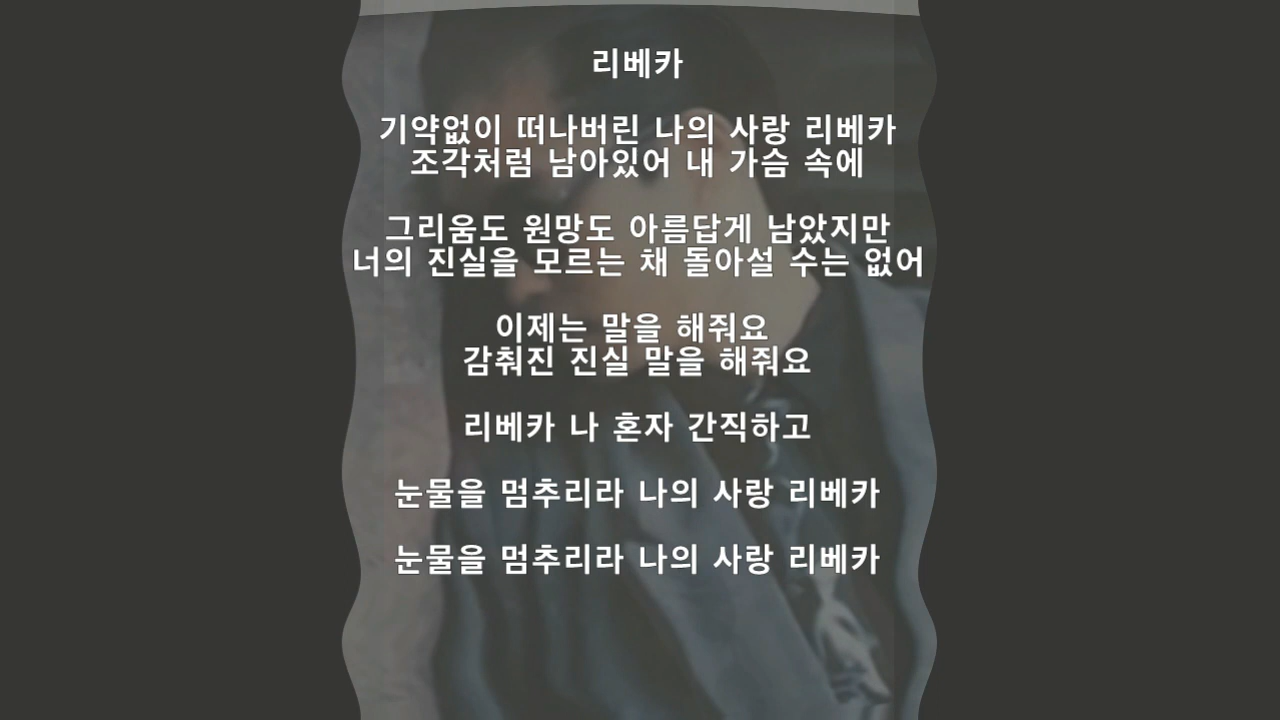 리베카
기약없이 떠나버린 나의 사랑 리베카
조각처럼 남아있어 내 가슴 속에
그리움도 원망도 아름답게 남았지만
너의 진실을 모르는 채 돌아설 수는 없어
이제는 말을 해줘요
감춰진 진실 말을 해줘요
리베카 나 혼자 간직하고
눈물을 멈추리라 나의 사랑 리베카
눈물을 멈추리라 나의 사랑 리베카